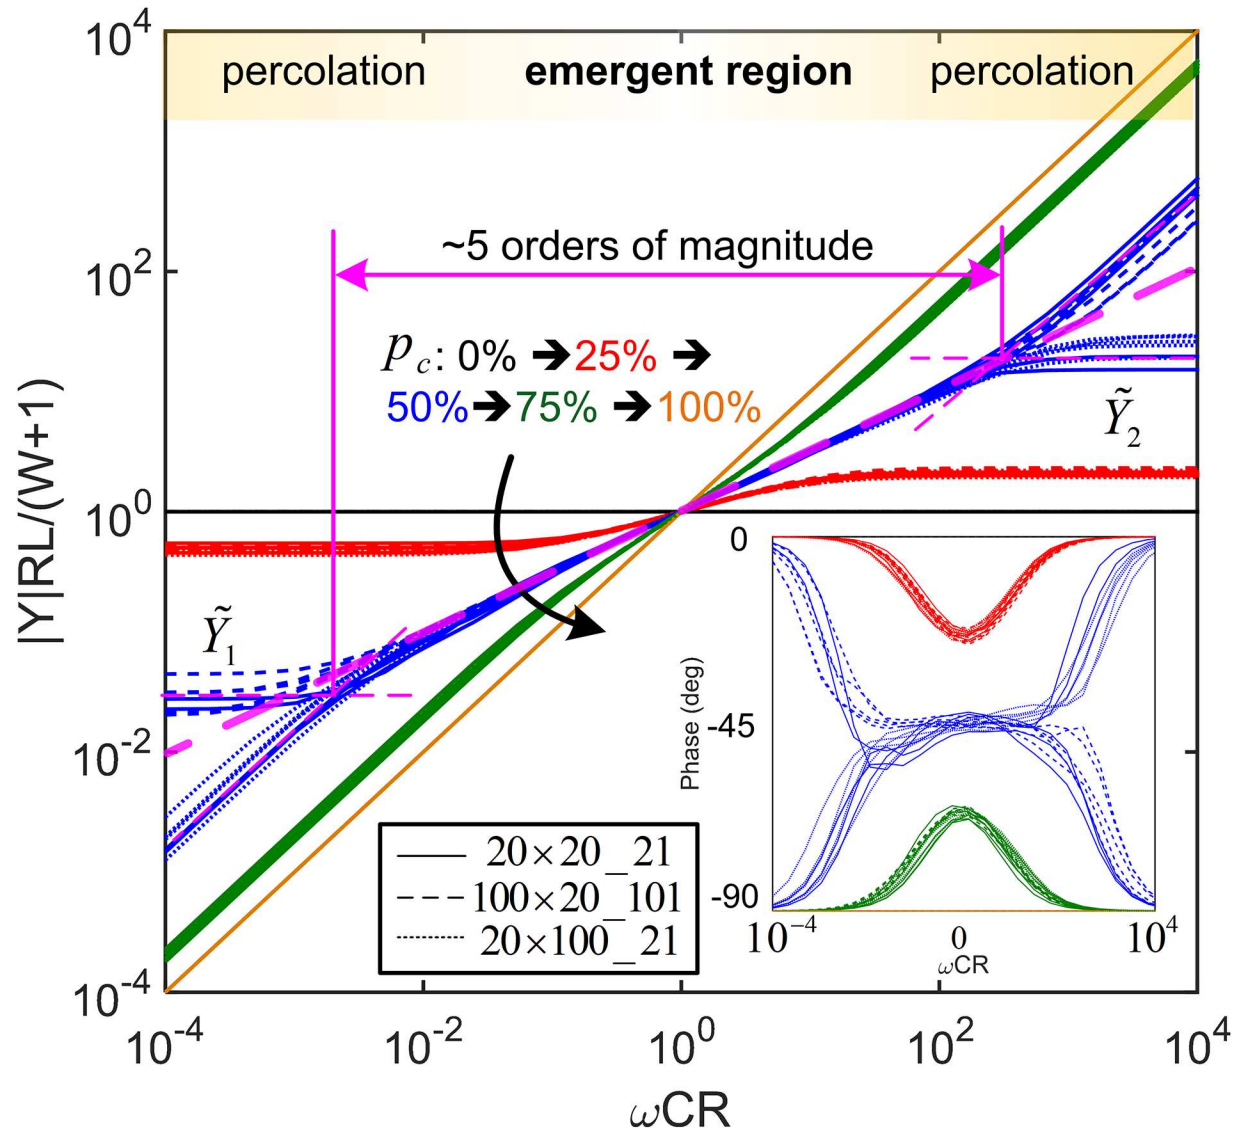 10^4
percolation emergent region percolation
~5 orders of magnitude
10^2
p_c: 0% ➔ 25% ➔
50% ➔ 75% ➔ 100%
Ỹ_2
|Y|RL/(W+1)
10^0
Ỹ_1
10^-2
10^-4
20×20_21
100×20_101
20×100_21
0
-45
-90
Phase (deg)
10^-4 0 10^4
ωCR
10^-4 10^-2 10^0 10^2 10^4
ωCR